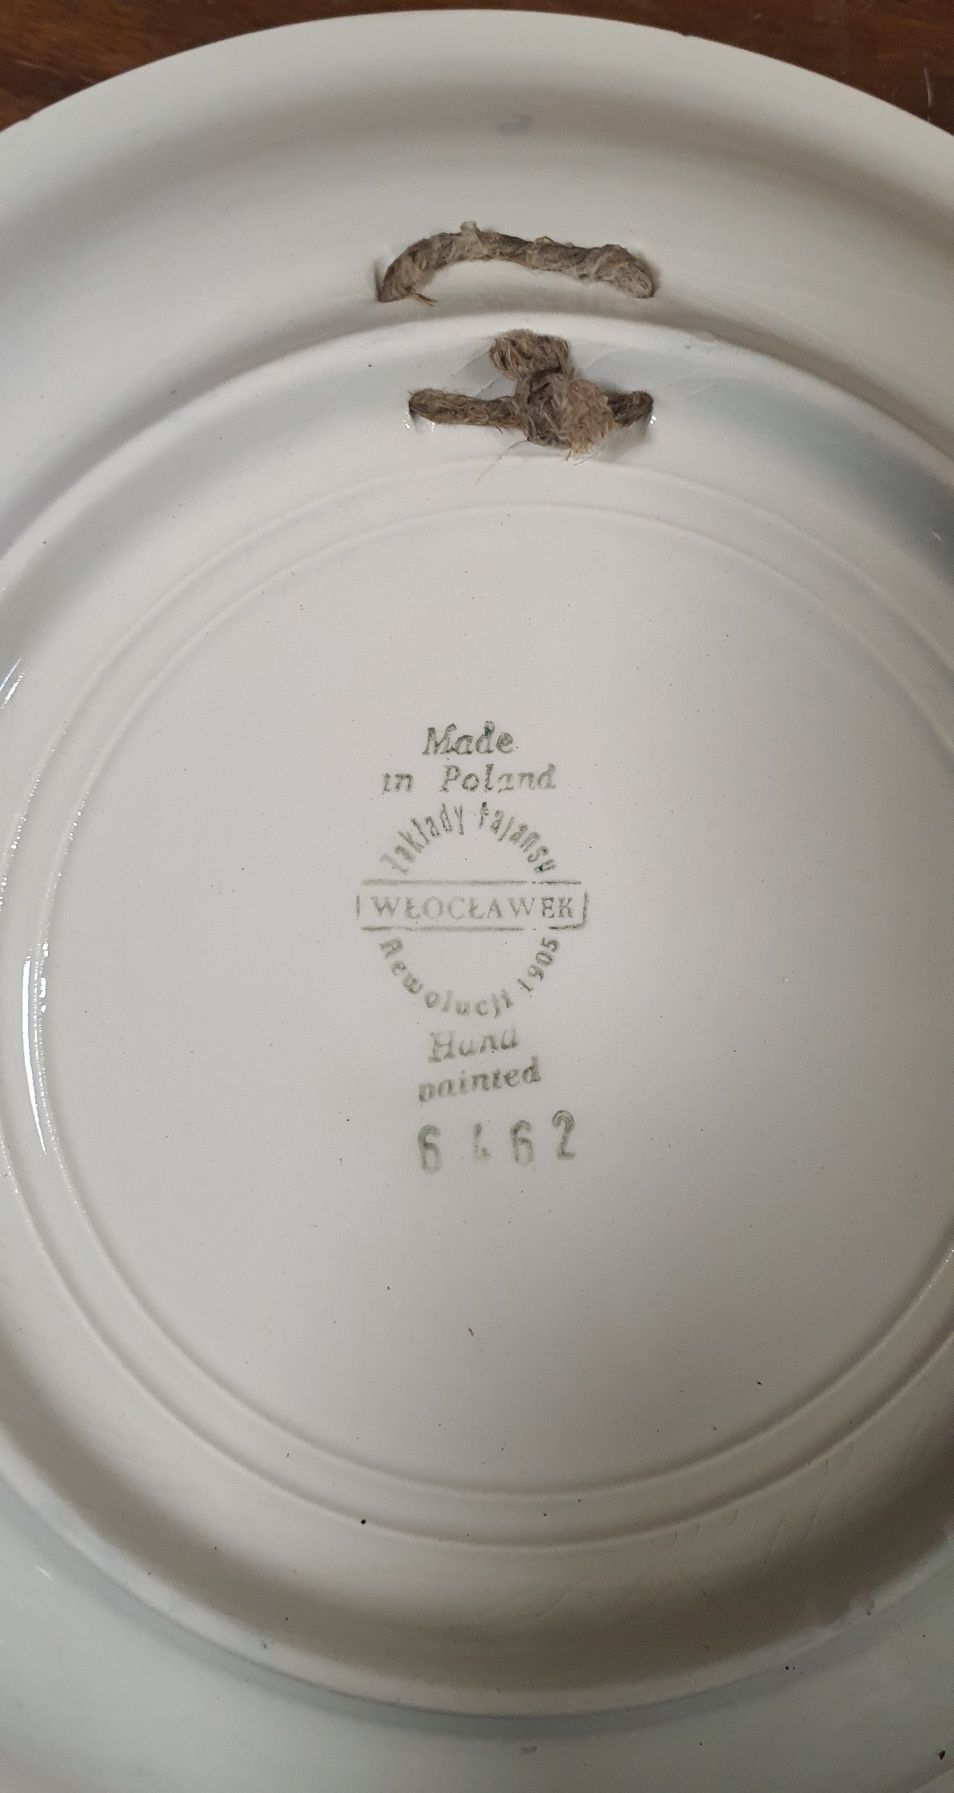 Made
in Poland
Zakłady fajansu
WŁOCŁAWEK
Rewolucji 1905
Hand
painted
6462